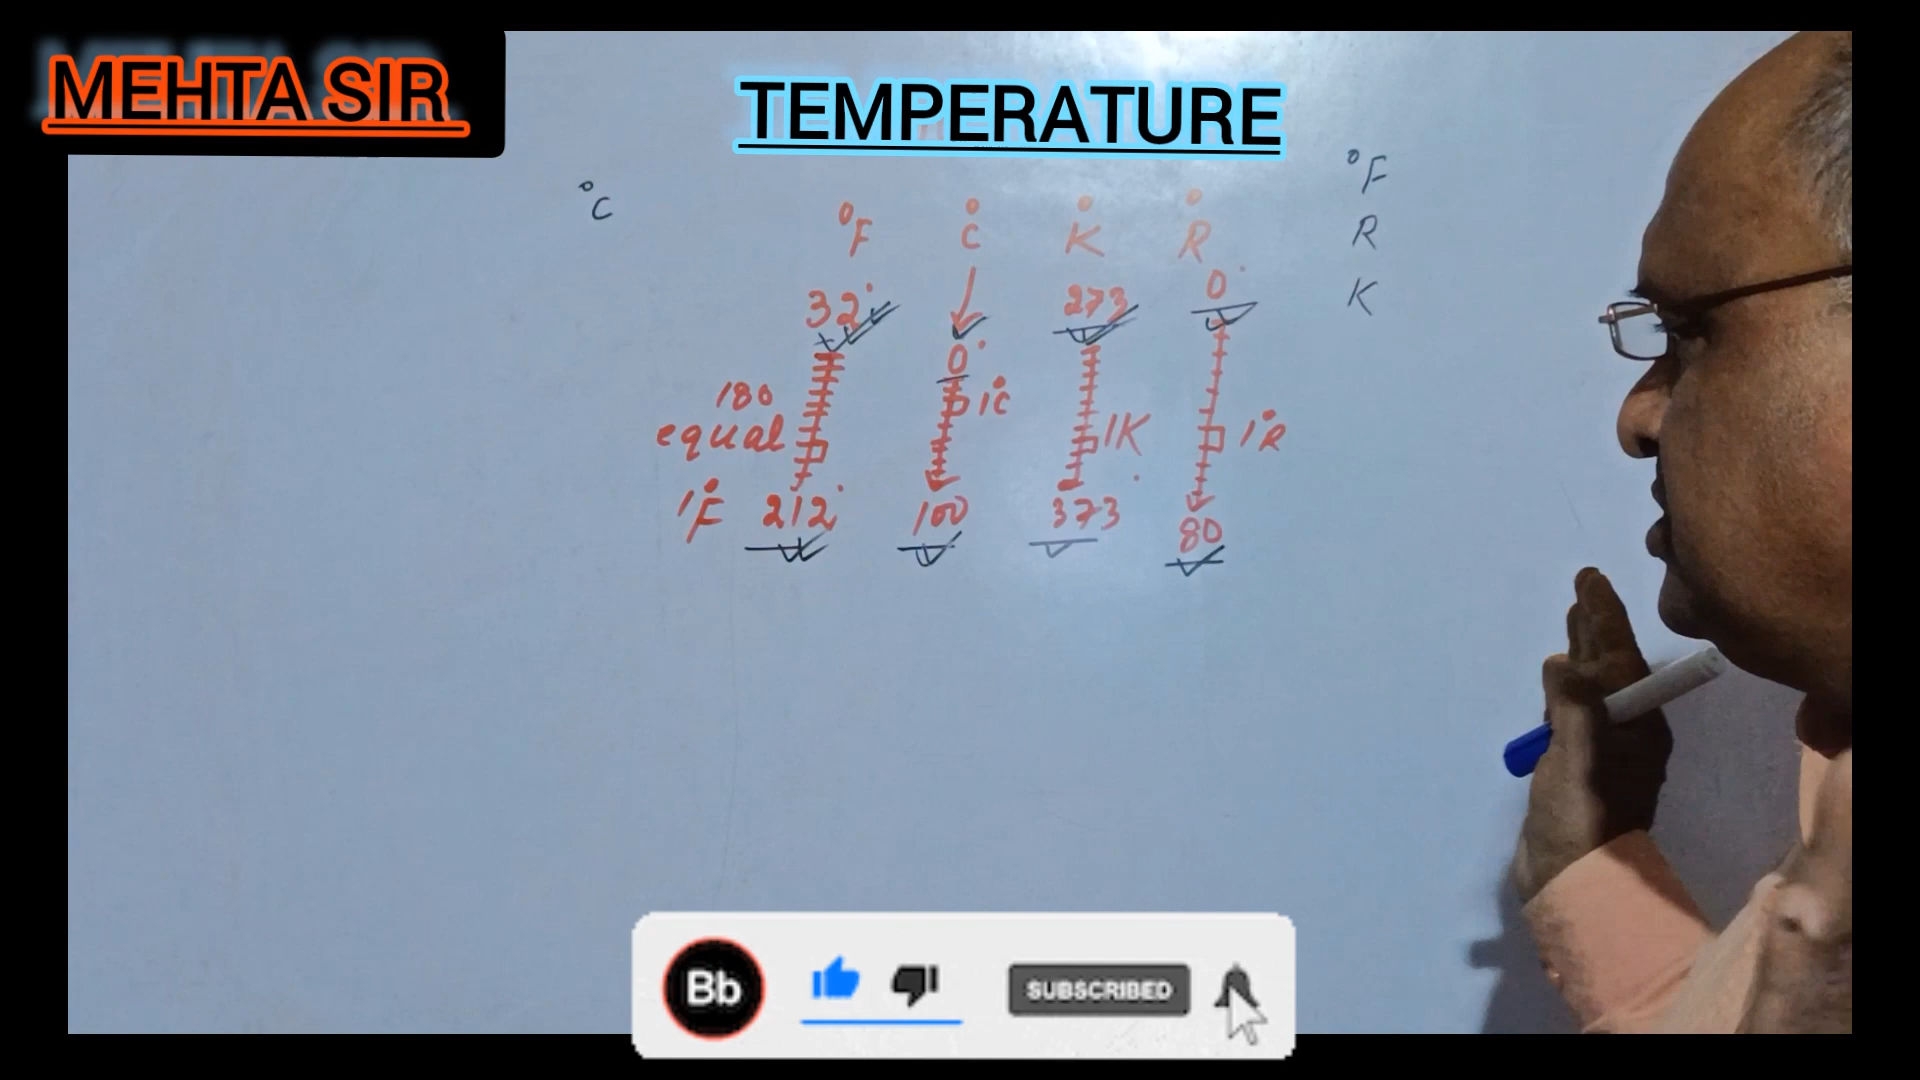 MEHTA SIR
TEMPERATURE
°C
°F °C °K °R
°F
R
K
32° 0° 273 0°
180
equal
1°C
1K
1°R
1°F
212° 100 373° 80
Bb
SUBSCRIBED